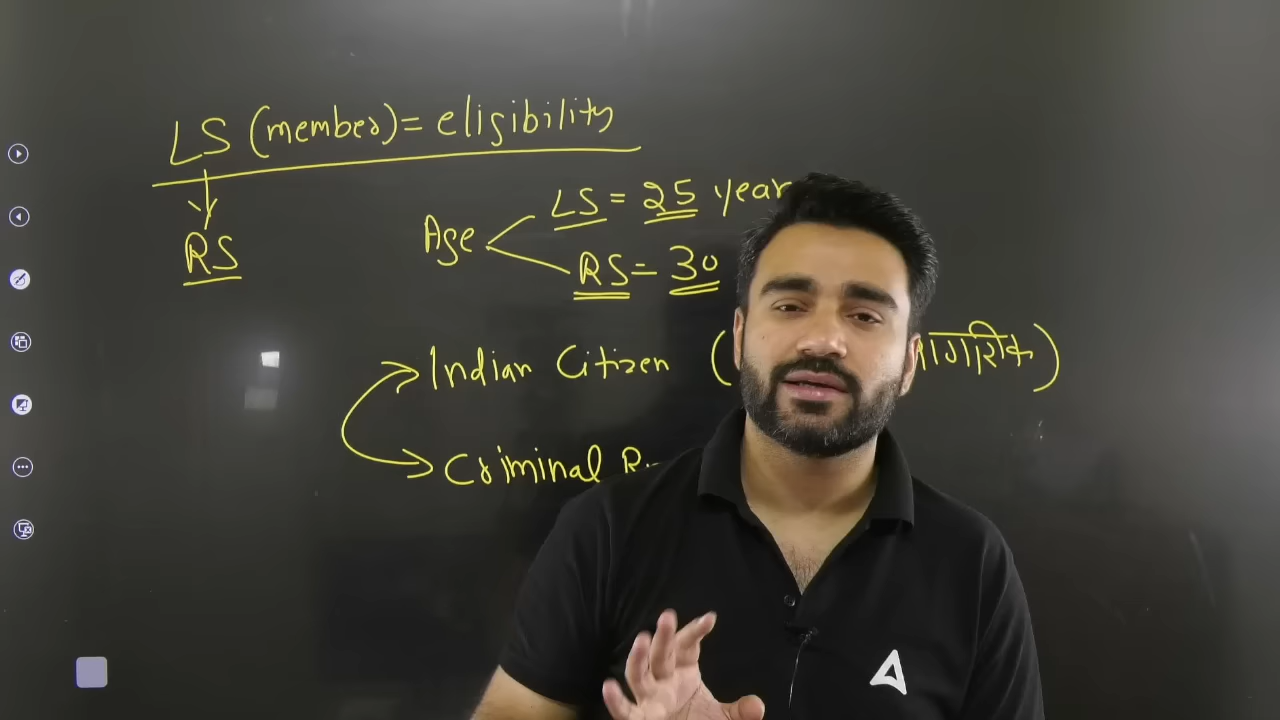 LS (member) = eligibility
RS
Age
LS = 25 year
RS = 30
Indian Citizen (
Criminal